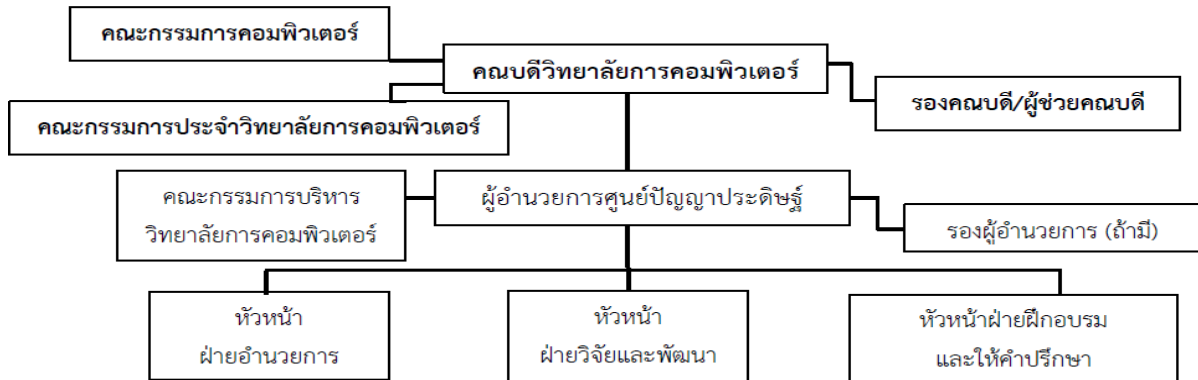 คณะกรรมการคอมพิวเตอร์
คณบดีวิทยาลัยการคอมพิวเตอร์
รองคณบดี/ผู้ช่วยคณบดี
คณะกรรมการประจำวิทยาลัยการคอมพิวเตอร์
คณะกรรมการบริหาร
วิทยาลัยการคอมพิวเตอร์
ผู้อำนวยการศูนย์ปัญญาประดิษฐ์
รองผู้อำนวยการ (ถ้ามี)
หัวหน้า
ฝ่ายอำนวยการ
หัวหน้า
ฝ่ายวิจัยและพัฒนา
หัวหน้าฝ่ายฝึกอบรม
และให้คำปรึกษา